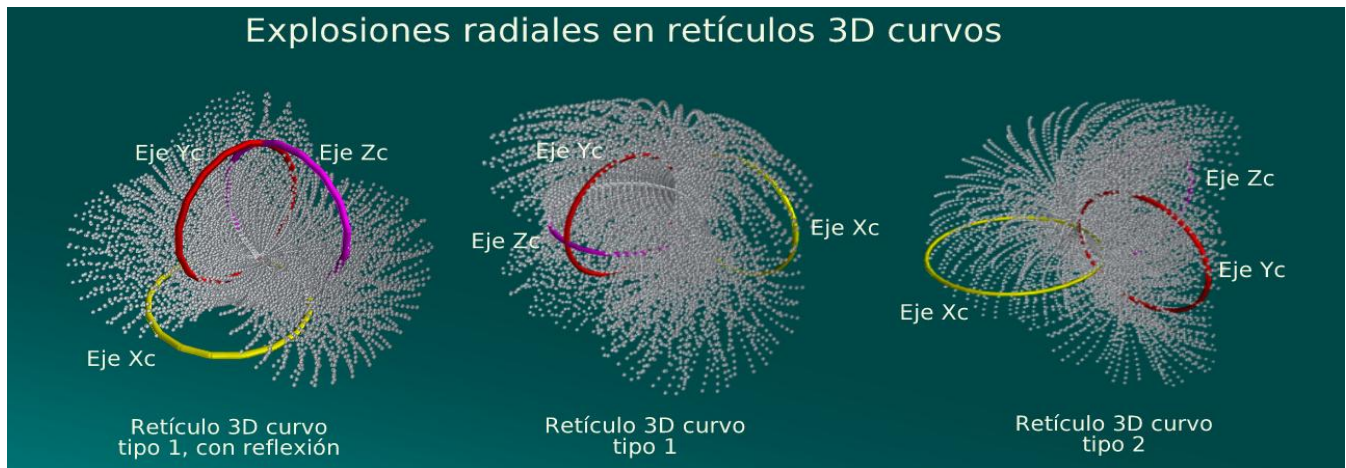 Explosiones radiales en retículos 3D curvos
Eje Yc
Eje Zc
Eje Xc
Retículo 3D curvo
tipo 1, con reflexión
Eje Yc
Eje Zc
Eje Xc
Retículo 3D curvo
tipo 1
Eje Zc
Eje Yc
Eje Xc
Retículo 3D curvo
tipo 2